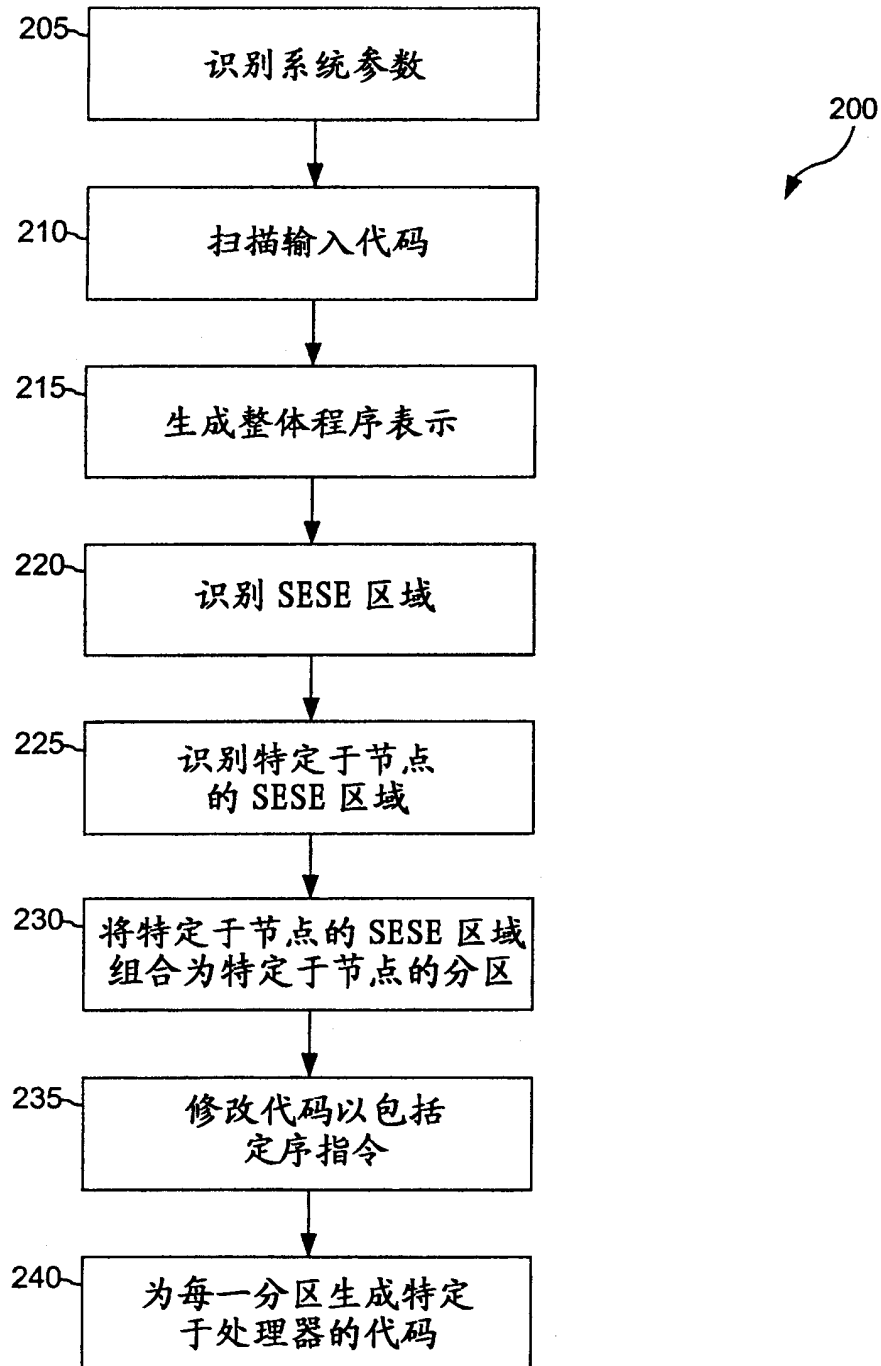 205
识别系统参数
200
210
扫描输入代码
215
生成整体程序表示
220
识别 SESE 区域
225
识别特定于节点
的 SESE 区域
230
将特定于节点的 SESE 区域
组合为特定于节点的分区
235
修改代码以包括
定序指令
240
为每一分区生成特定
于处理器的代码